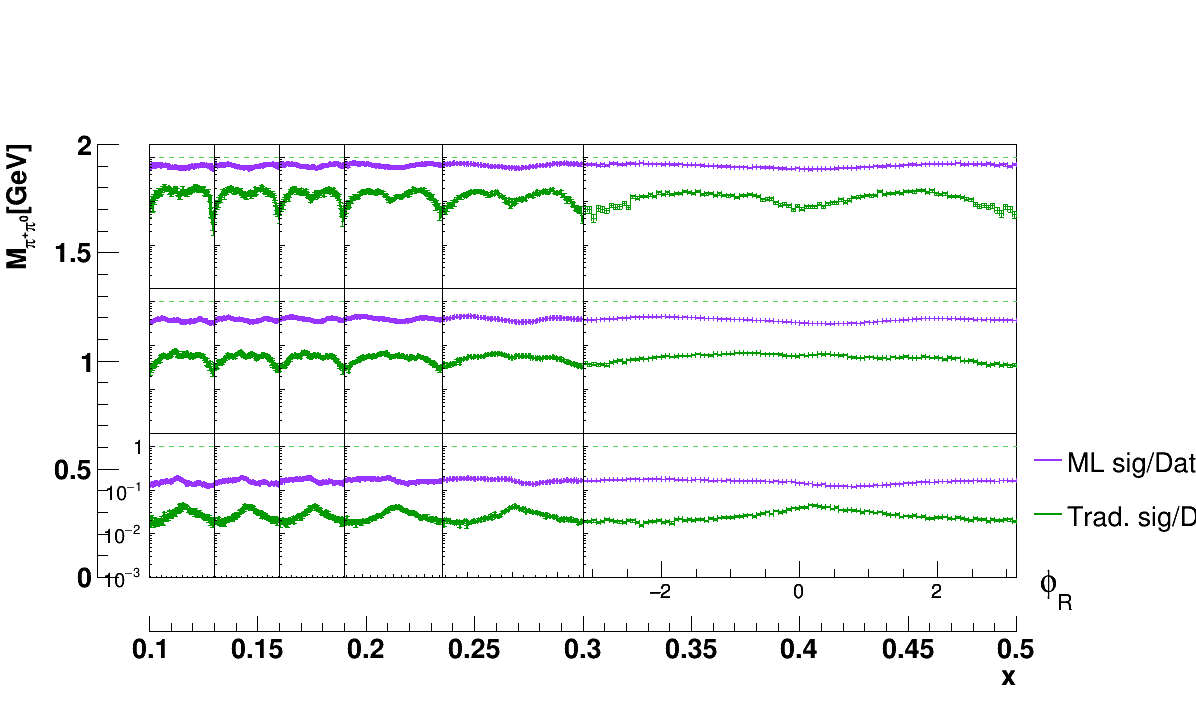 M_{π⁺π⁰}[GeV]
2
1.5
1
0.5
0
1
10⁻¹
10⁻²
10⁻³
−2 0 2
ϕ_R
0.1 0.15 0.2 0.25 0.3 0.35 0.4 0.45 0.5
x
ML sig/Dat
Trad. sig/D